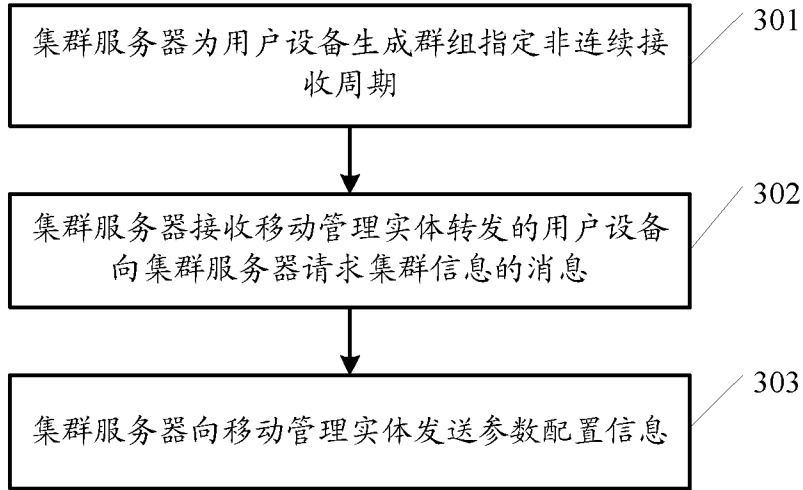 集群服务器为用户设备生成群组指定非连续接
收周期
301
集群服务器接收移动管理实体转发的用户设备
向集群服务器请求集群信息的消息
302
集群服务器向移动管理实体发送参数配置信息
303